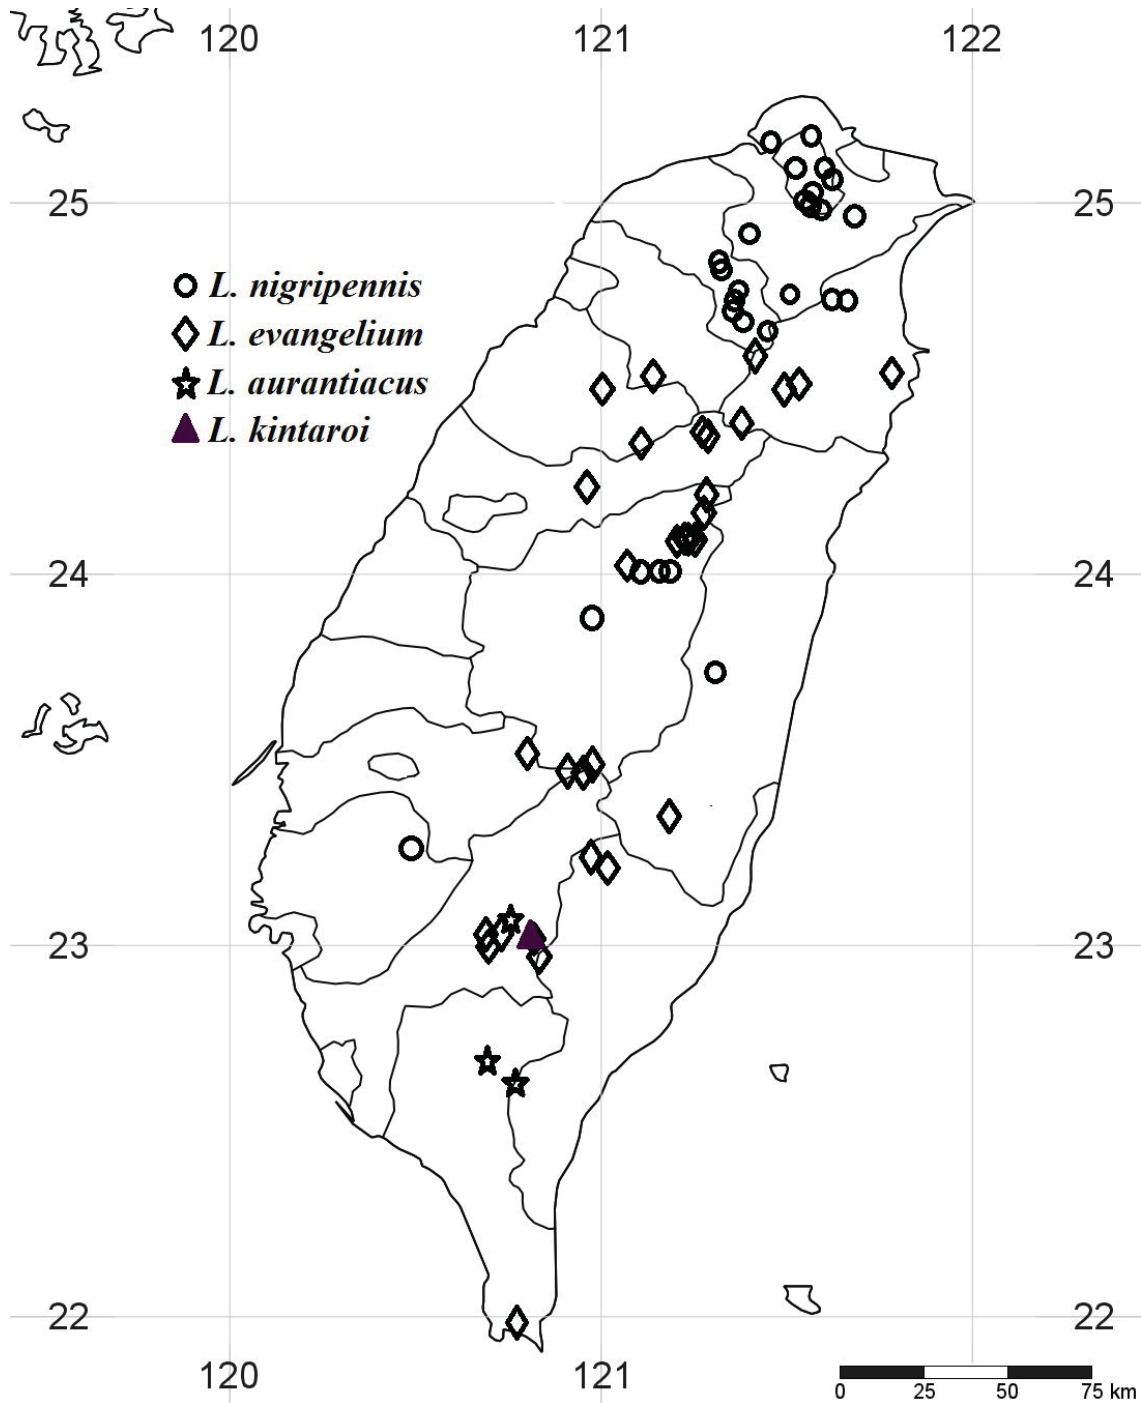 120 121 122
25 25
L. nigripennis
L. evangelium
L. aurantiacus
L. kintaroi
24 24
23 23
22 22
120 121
0 25 50 75 km